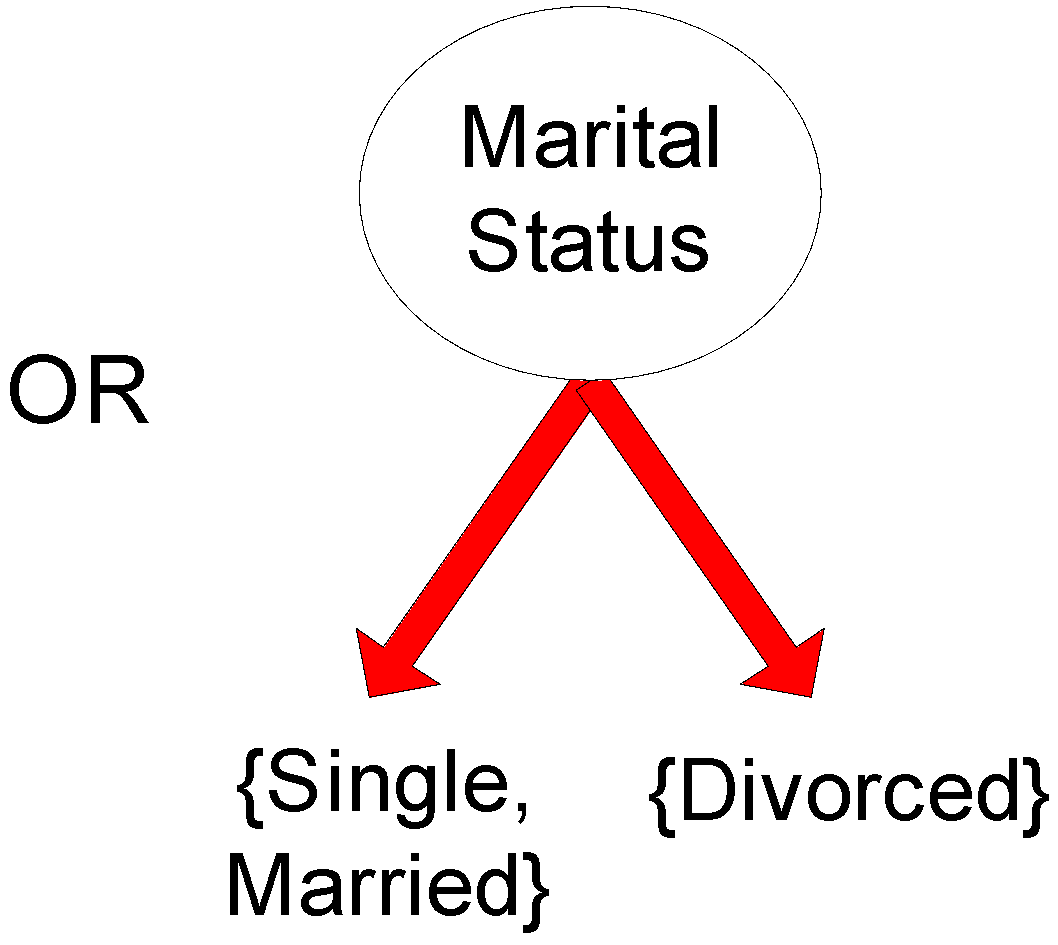 Marital
Status
OR
{Single,
Married}
{Divorced}